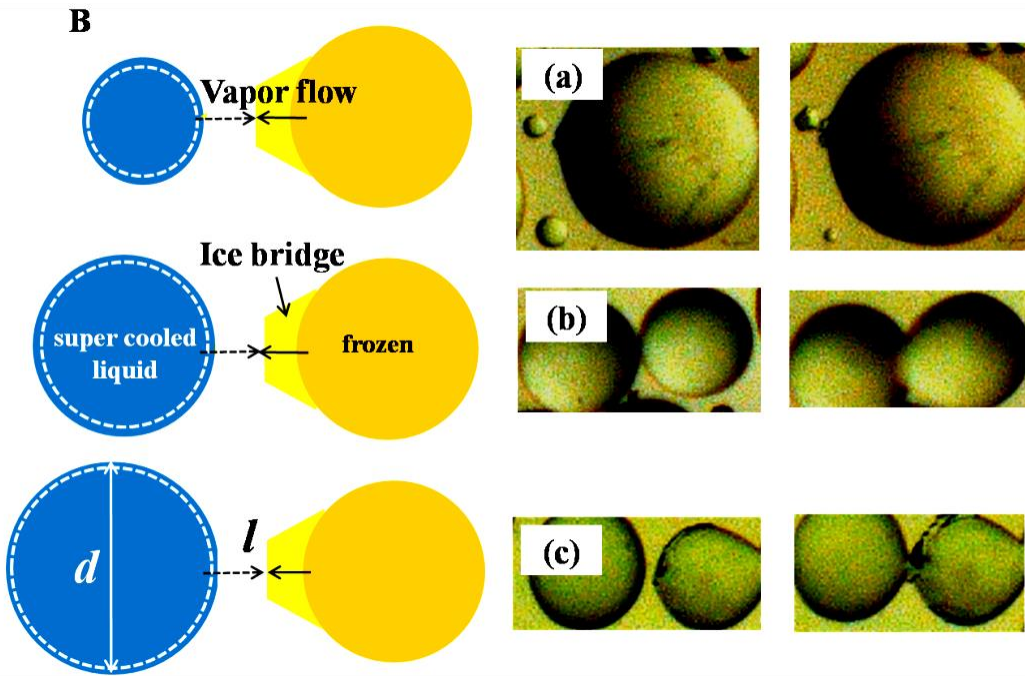 B
Vapor flow
(a)
Ice bridge
super cooled
liquid
frozen
(b)
d
l
(c)